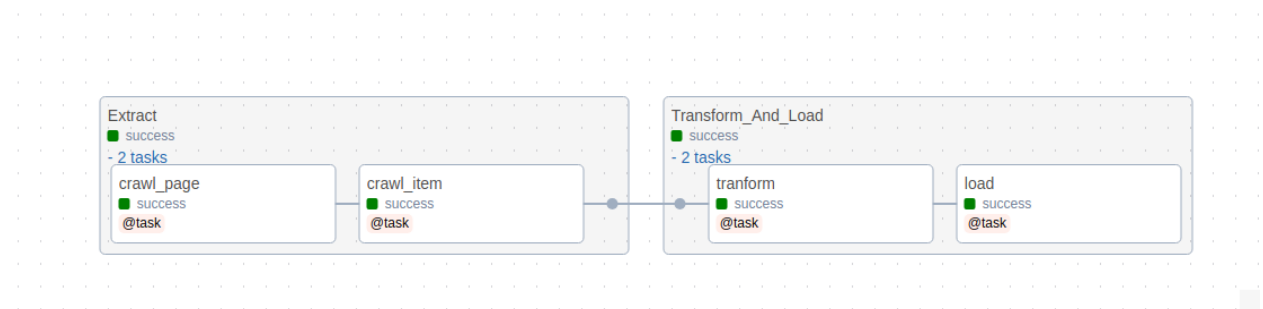 Extract
success
- 2 tasks
crawl_page
success
@task
crawl_item
success
@task
Transform_And_Load
success
- 2 tasks
tranform
success
@task
load
success
@task